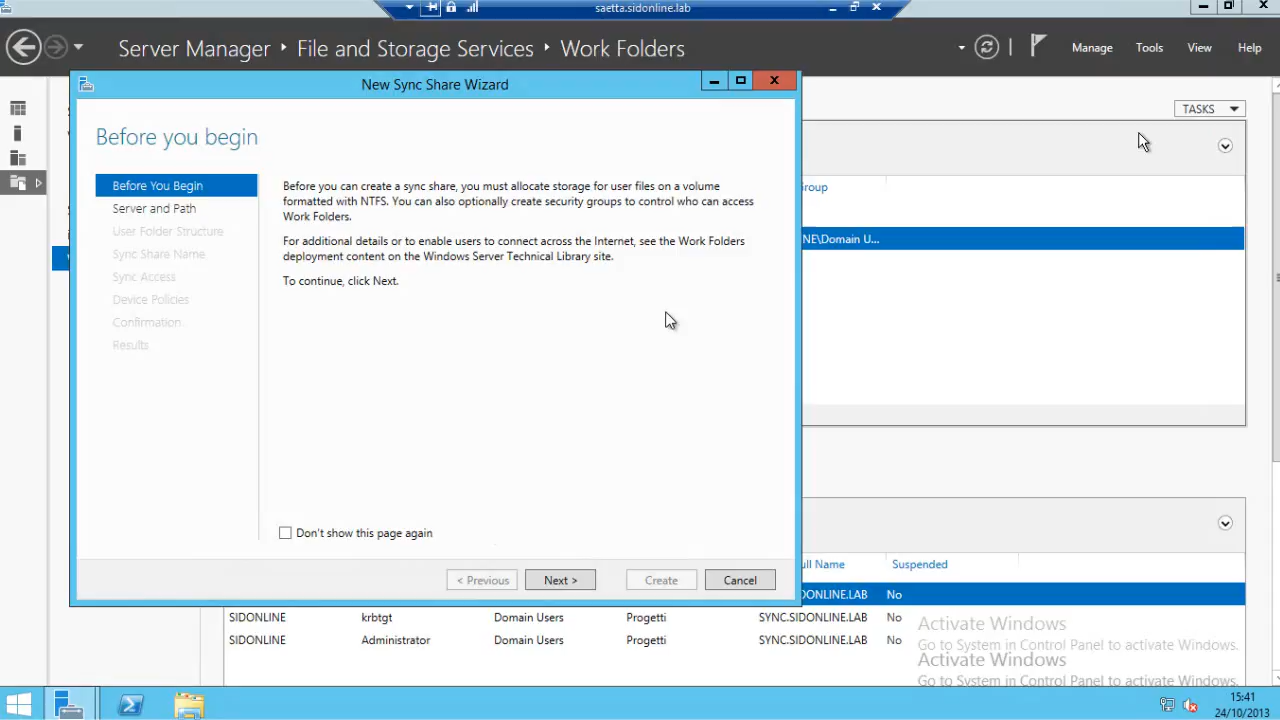 saetta.sidonline.lab
Server Manager ‣ File and Storage Services ‣ Work Folders
Manage Tools View Help
New Sync Share Wizard
TASKS
Before you begin
Before You Begin
Server and Path
User Folder Structure
Sync Share Name
Sync Access
Device Policies
Confirmation
Results
Before you can create a sync share, you must allocate storage for user files on a volume
formatted with NTFS. You can also optionally create security groups to control who can access
Work Folders.
For additional details or to enable users to connect across the Internet, see the Work Folders
deployment content on the Windows Server Technical Library site.
To continue, click Next.
Don't show this page again
< Previous Next > Create Cancel
roup
NE\Domain U...
ull Name Suspended
IDONLINE.LAB No
SIDONLINE krbtgt Domain Users Progetti SYNC.SIDONLINE.LAB No
SIDONLINE Administrator Domain Users Progetti SYNC.SIDONLINE.LAB No
Activate Windows
Go to System in Control Panel to activate Windows.
Activate Windows
Go to System in Control Panel to activate Windows.
15:41
24/10/2013